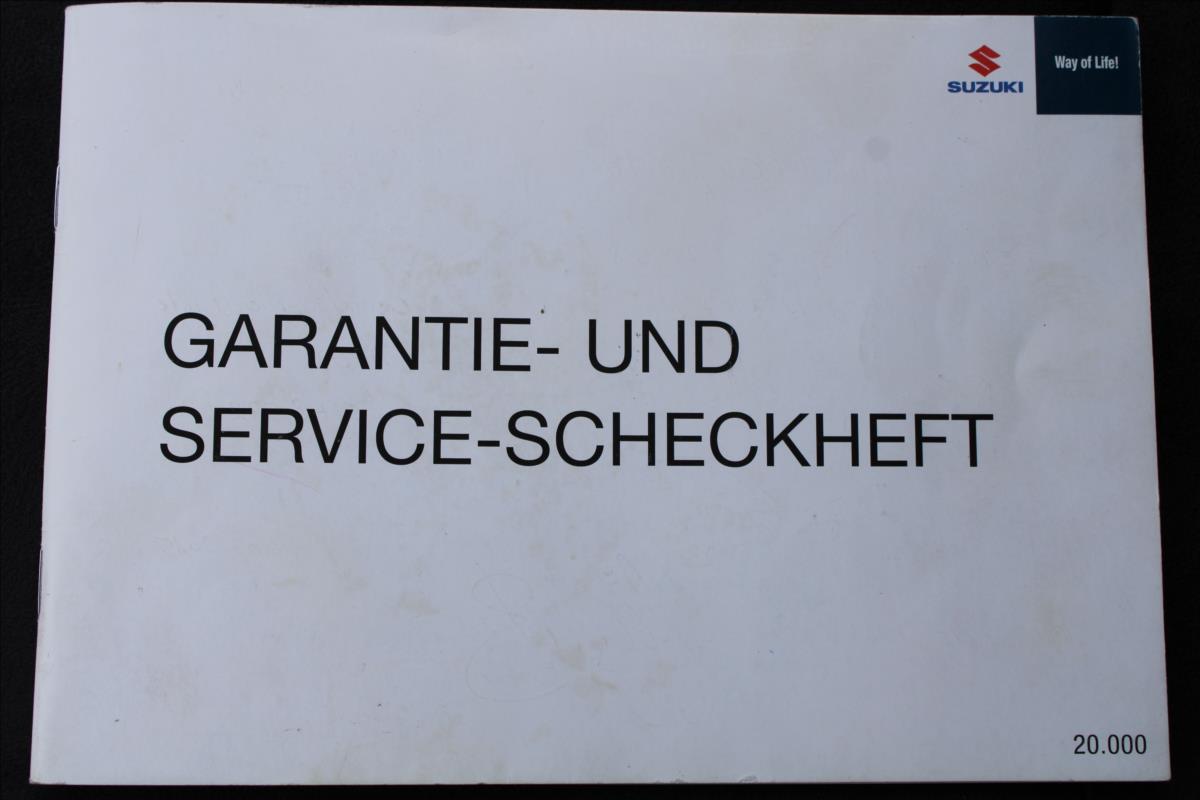 SUZUKI
Way of Life!
GARANTIE- UND
SERVICE-SCHECKHEFT
20.000